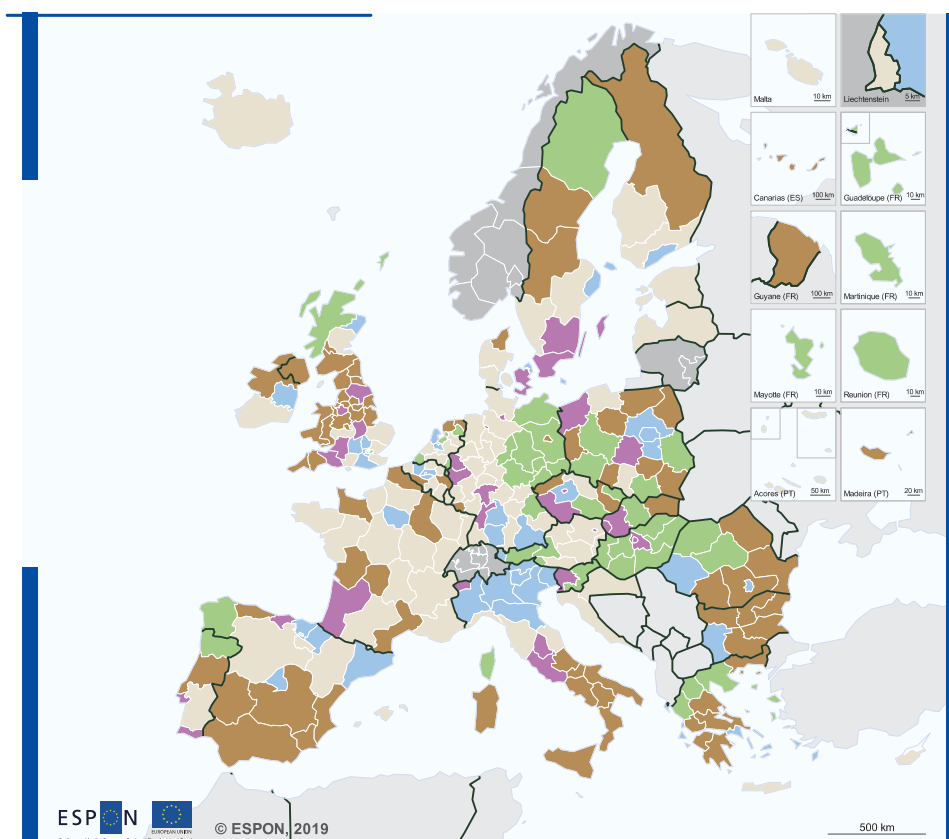 Malta
10 km
Liechtenstein
5 km
Canarias (ES)
100 km
Guadeloupe (FR)
10 km
Guyane (FR)
100 km
Martinique (FR)
10 km
Mayotte (FR)
10 km
Reunion (FR)
10 km
Acores (PT)
50 km
Madeira (PT)
20 km
ESPON
EUROPEAN UNION
© ESPON, 2019
500 km